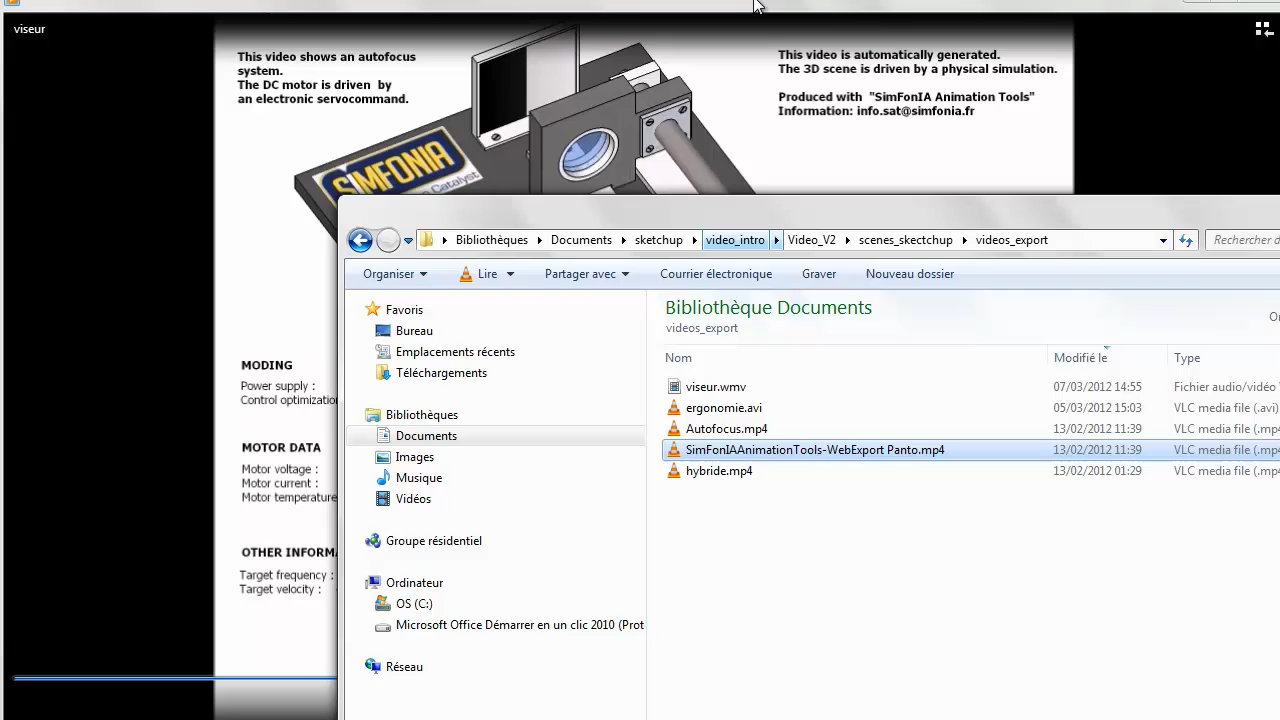 viseur
This video shows an autofocus
system.
The DC motor is driven by
an electronic servocommand.
This video is automatically generated.
The 3D scene is driven by a physical simulation.
Produced with "SimFonIA Animation Tools"
Information: info.sat@simfonia.fr
SIMFONIA
Catalyst
MODING
Power supply :
Control optimizatio
MOTOR DATA
Motor voltage :
Motor current :
Motor temperature
OTHER INFORMA
Target frequency :
Target velocity :
Bibliothèques
Documents
sketchup
video_intro
Video_V2
scenes_skectchup
videos_export
Rechercher d
Organiser
Lire
Partager avec
Courrier électronique
Graver
Nouveau dossier
Favoris
Bureau
Emplacements récents
Téléchargements
Bibliothèques
Documents
Images
Musique
Vidéos
Groupe résidentiel
Ordinateur
OS (C:)
Microsoft Office Démarrer en un clic 2010 (Prot
Réseau
Bibliothèque Documents
videos_export
Or
Nom
Modifié le
Type
viseur.wmv 07/03/2012 14:55 Fichier audio/vidéo
ergonomie.avi 05/03/2012 15:03 VLC media file (.avi)
Autofocus.mp4 13/02/2012 11:39 VLC media file (.mp4
SimFonIAAnimationTools-WebExport Panto.mp4 13/02/2012 11:39 VLC media file (.mp4
hybride.mp4 13/02/2012 01:29 VLC media file (.mp4